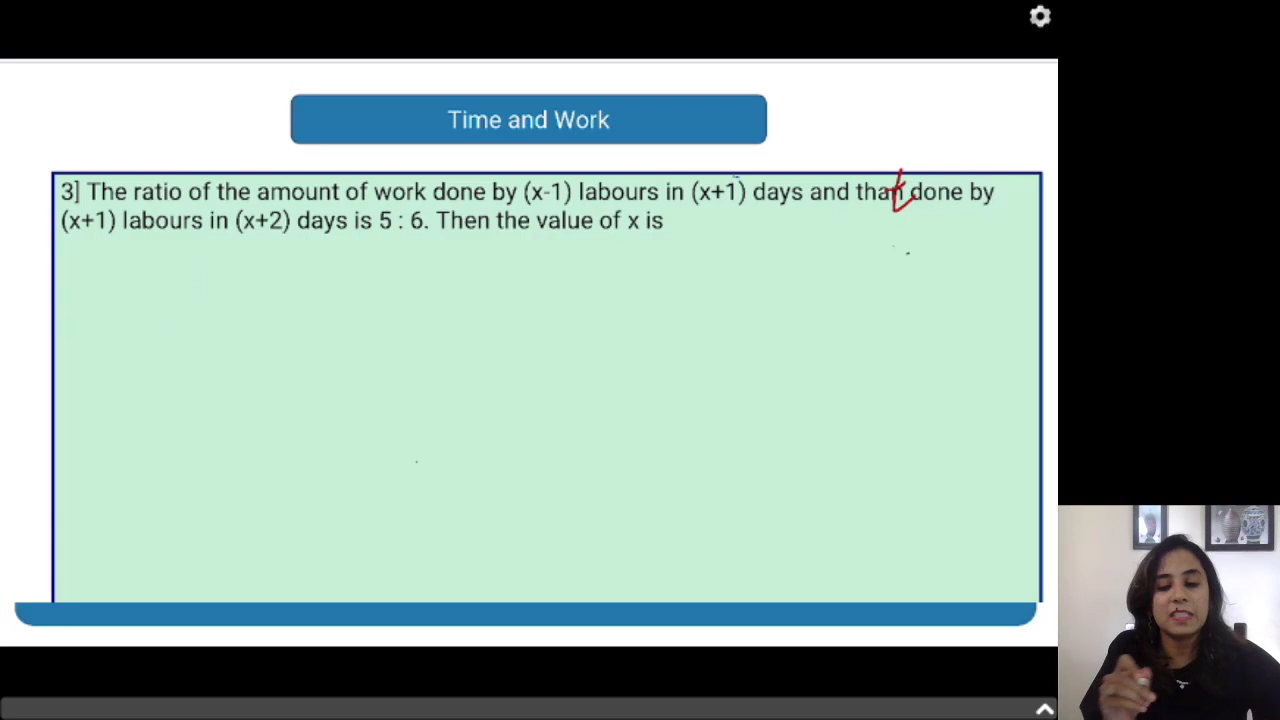 Time and Work
3] The ratio of the amount of work done by (x-1) labours in (x+1) days and that done by
(x+1) labours in (x+2) days is 5 : 6. Then the value of x is